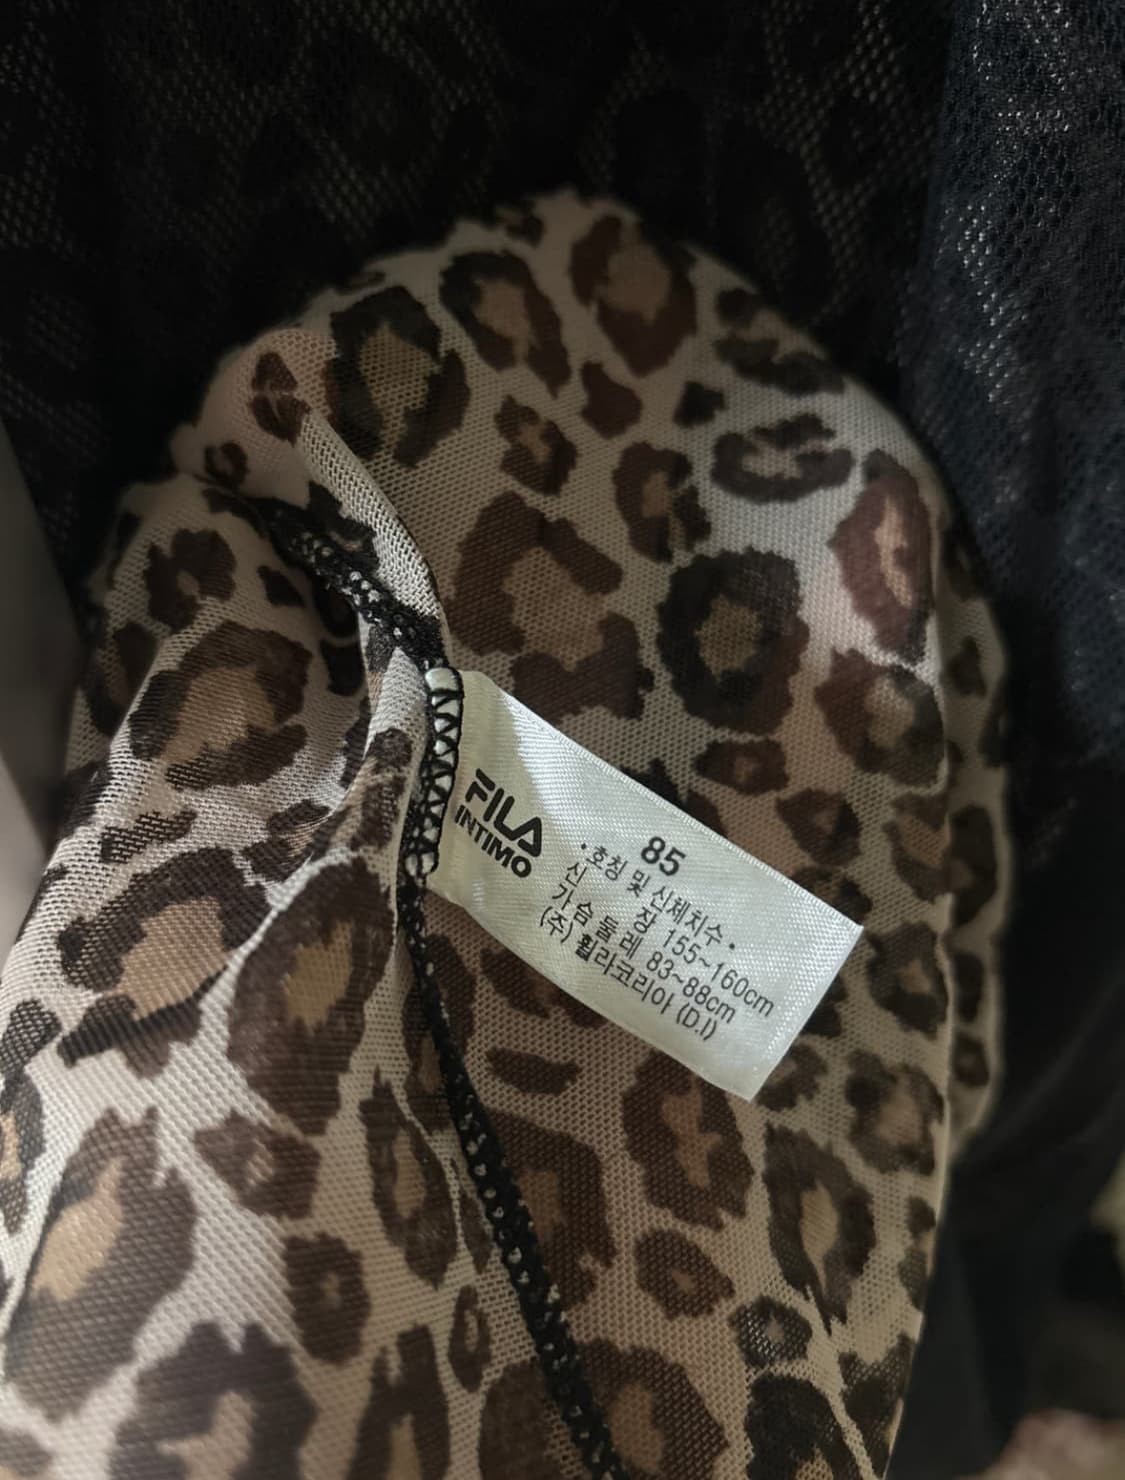 FILA
INTIMO
85
·호칭 및 신체치수·
신 장 155~160cm
가슴둘레 83~88cm
(주) 휠라코리아 (D.I)